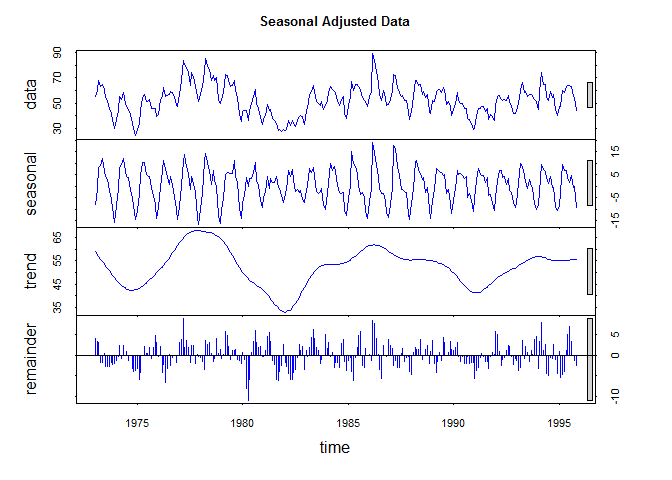 Seasonal Adjusted Data
data
30 50 70 90
seasonal
-15 -5 5 15
trend
35 45 55 65
remainder
-10 0 5
1975 1980 1985 1990 1995
time